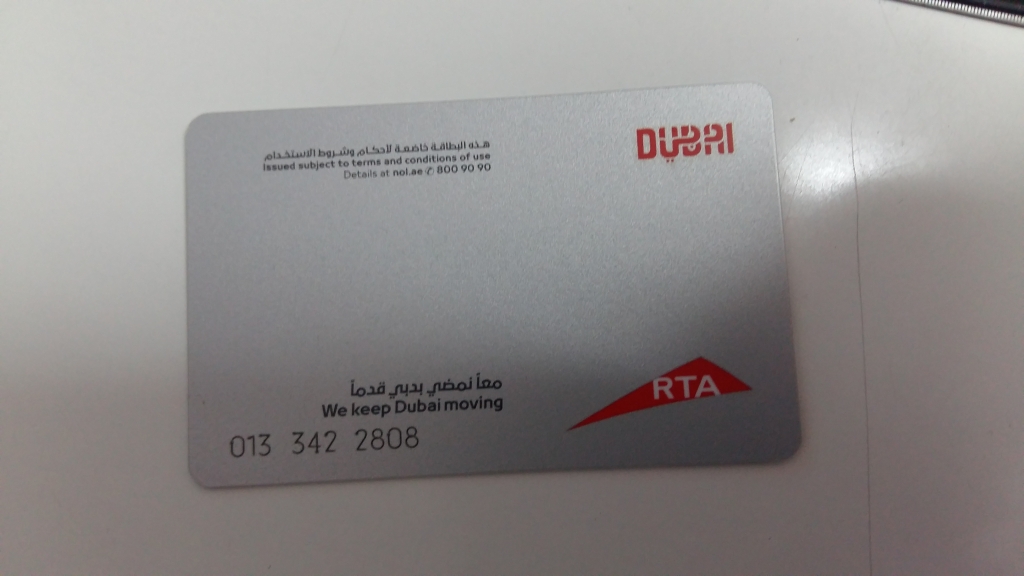 هذه البطاقة خاضعة لأحكام وشروط الاستخدام
Issued subject to terms and conditions of use
Details at nol.ae ✆ 800 90 90
DUBAI
معاً نمضي بدبي قدماً
We keep Dubai moving
013 342 2808
RTA